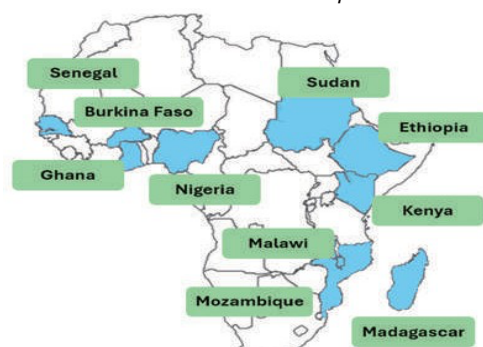 Senegal
Sudan
Burkina Faso
Ethiopia
Ghana
Nigeria
Kenya
Malawi
Mozambique
Madagascar